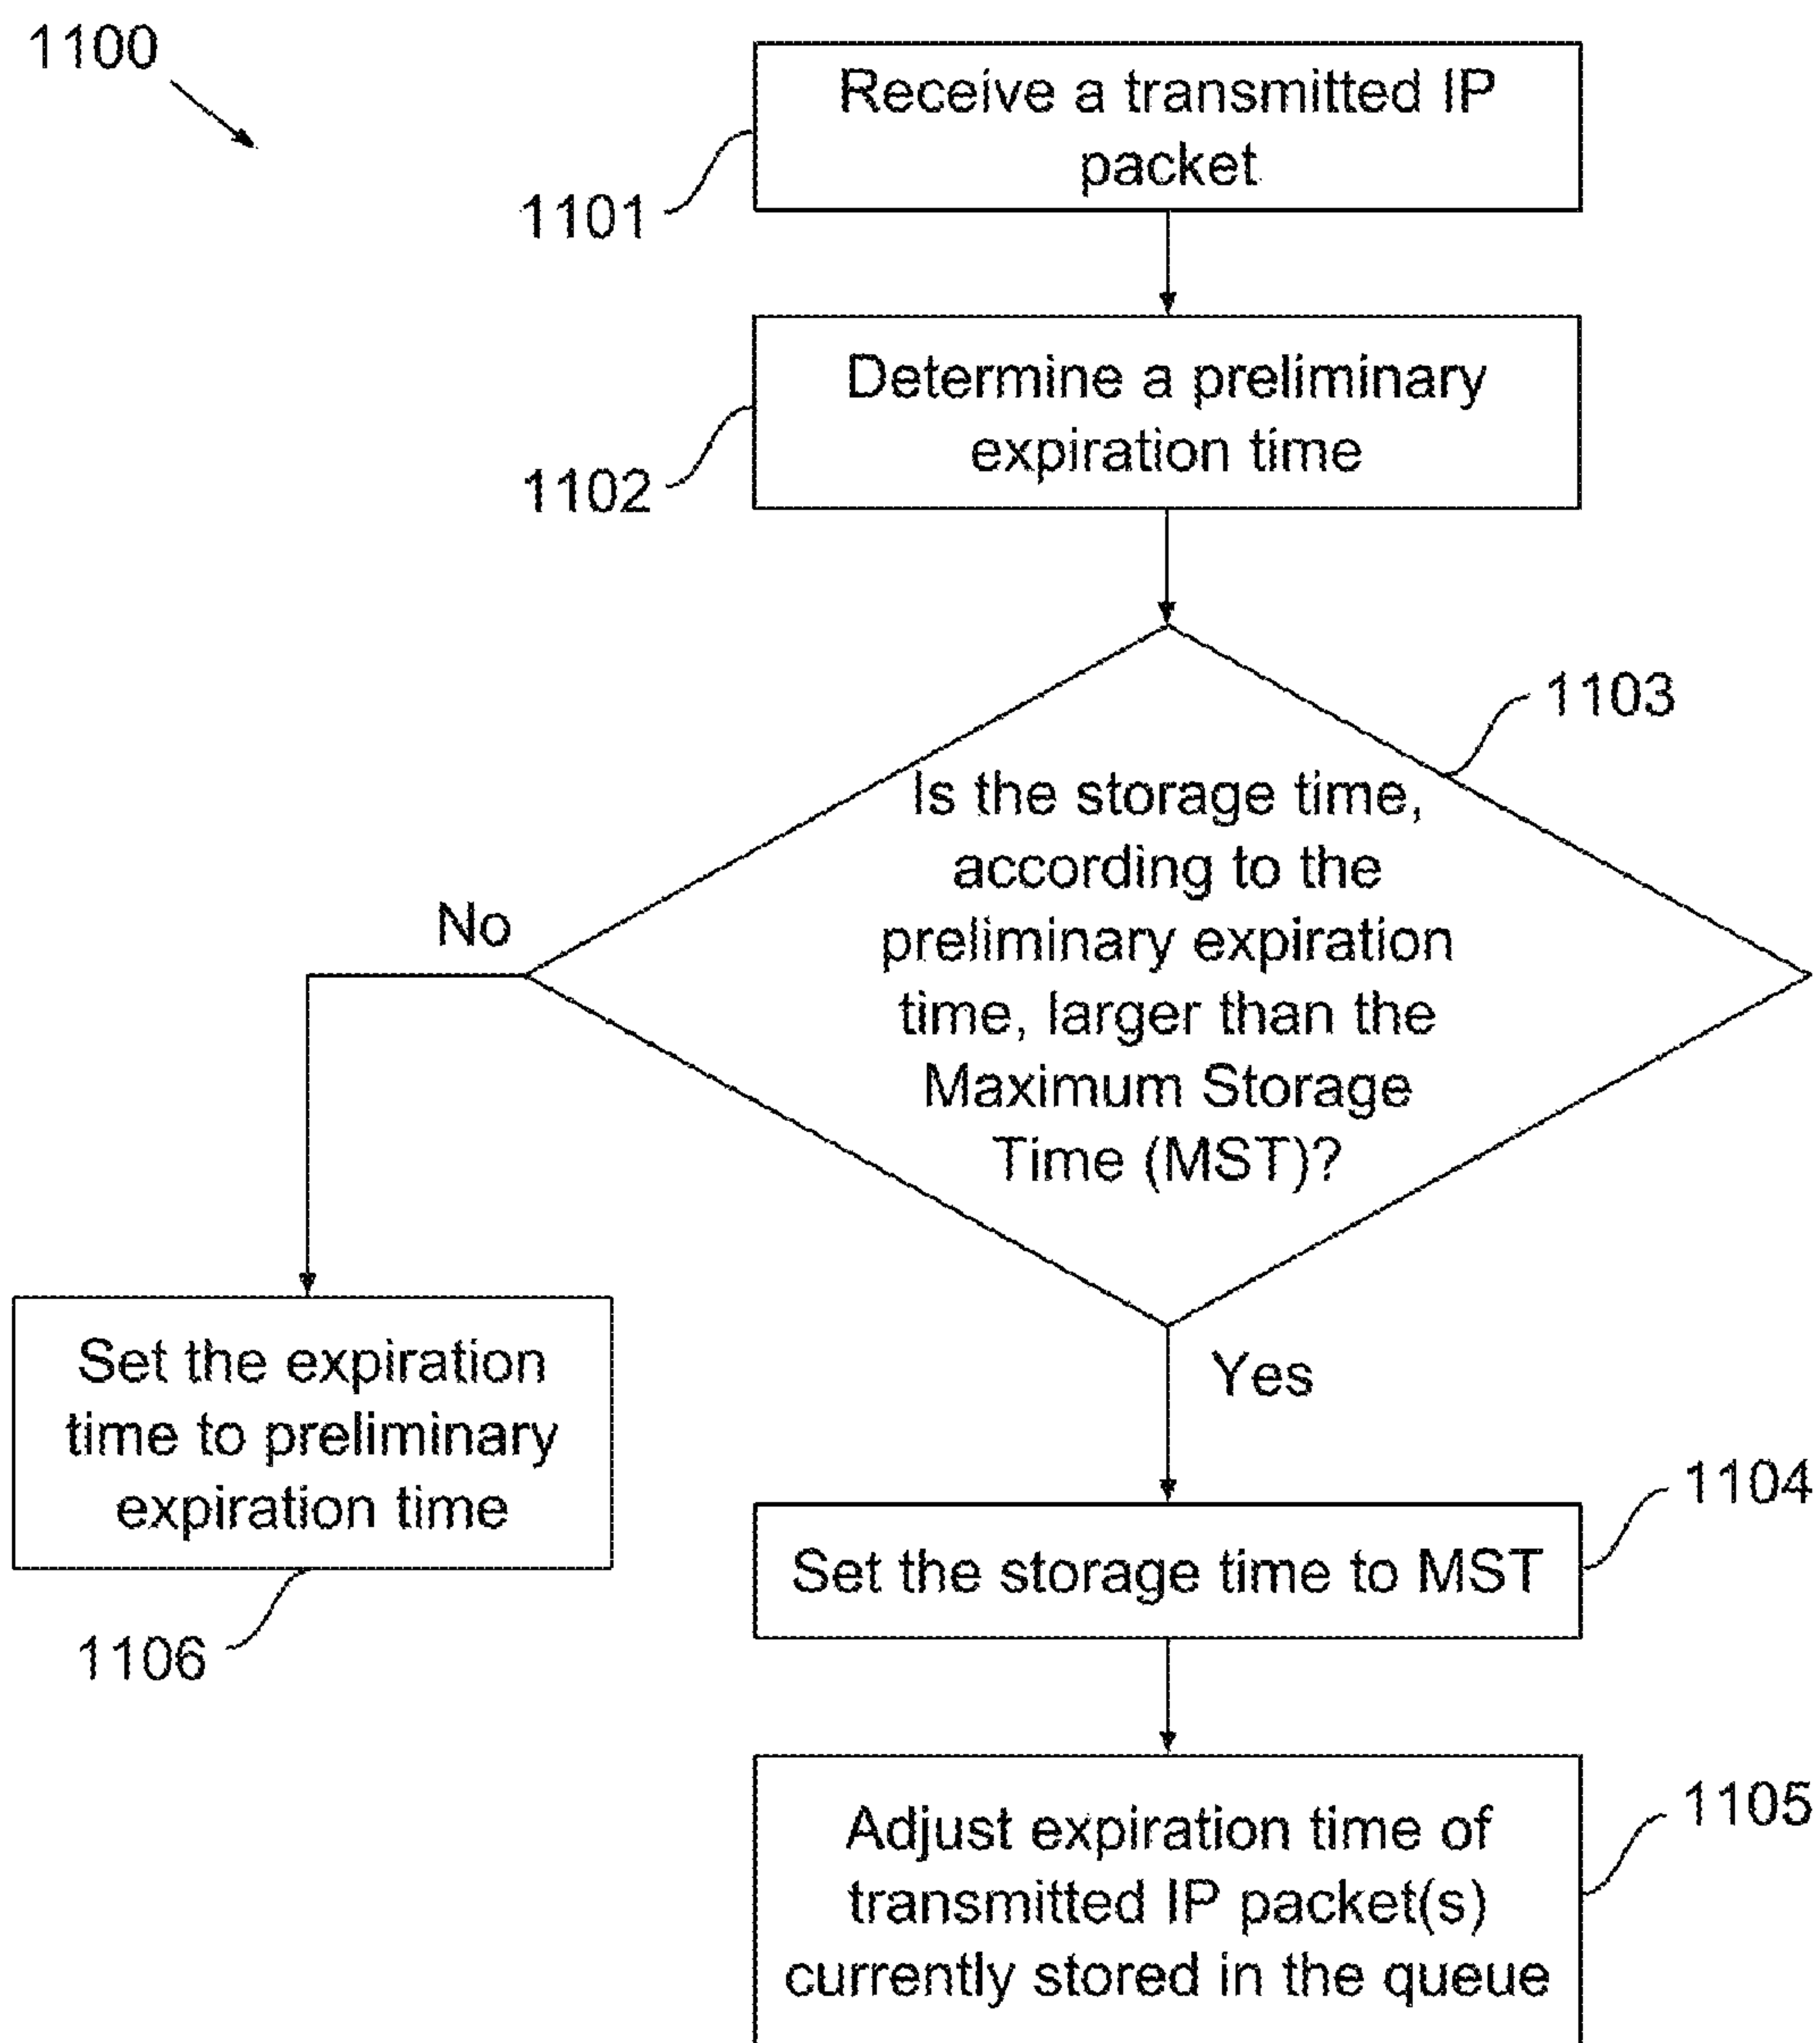 1100
Receive a transmitted IP
packet
1101
Determine a preliminary
expiration time
1102
1103
Is the storage time,
according to the
preliminary expiration
time, larger than the
Maximum Storage
Time (MST)?
No
Yes
Set the expiration
time to preliminary
expiration time
1106
1104
Set the storage time to MST
1105
Adjust expiration time of
transmitted IP packet(s)
currently stored in the queue